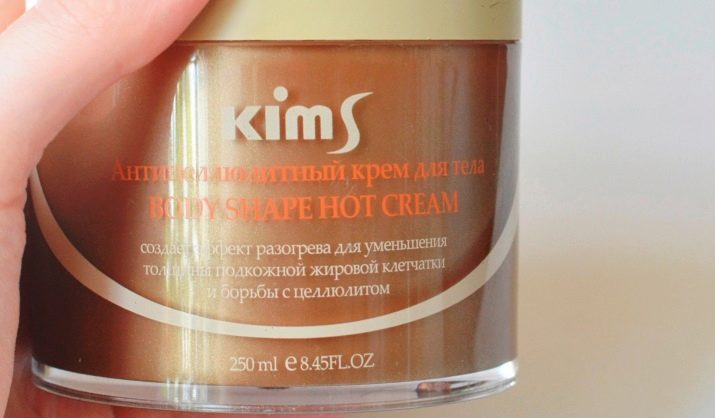 Kims
Антицеллюлитный крем для тела
BODY SHAPE HOT CREAM
создает эффект разогрева для уменьшения
толщины подкожной жировой клетчатки
и борьбы с целлюлитом
250 ml e 8.45FL.OZ